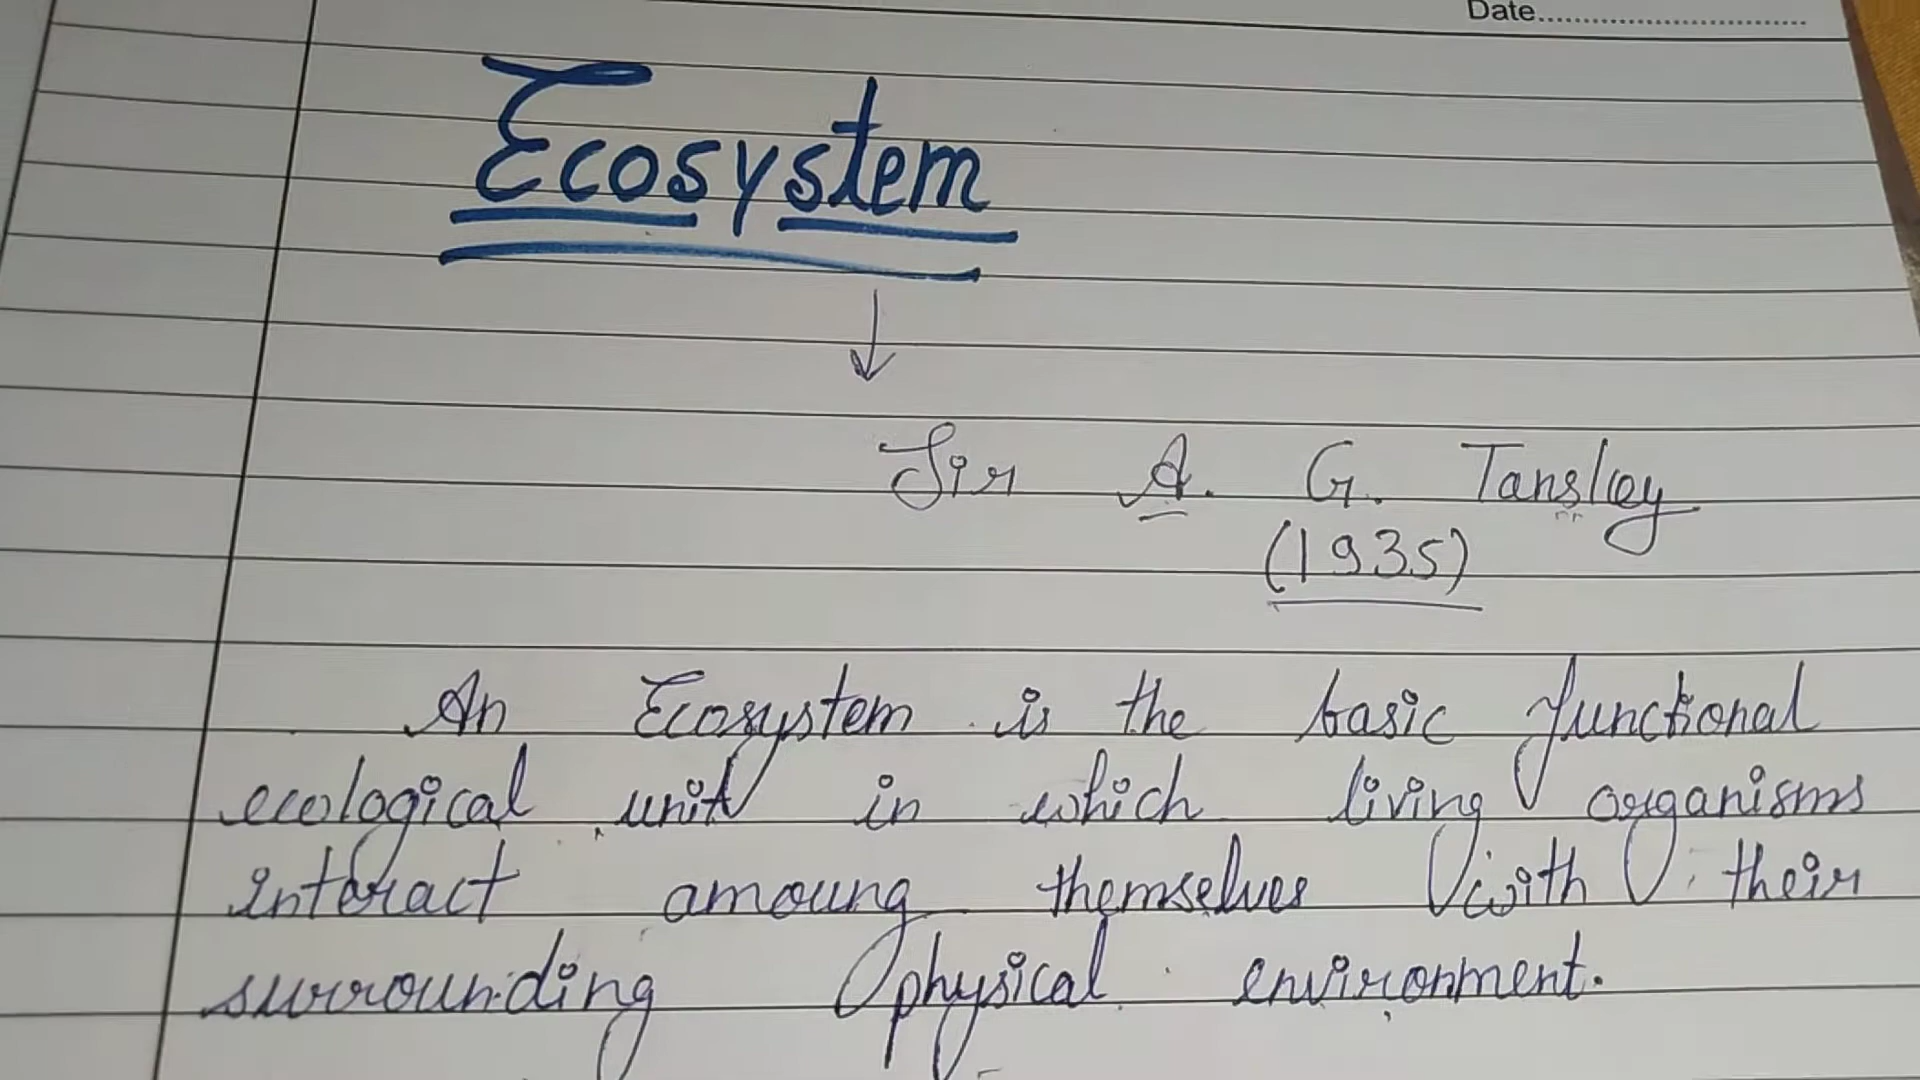 Date..............................
Ecosystem
↓
Sir A. G. Tansley
(1935)
An Ecosystem is the basic functional
ecological unit in which living organisms
interact amoung themselves with their
surrounding physical environment.